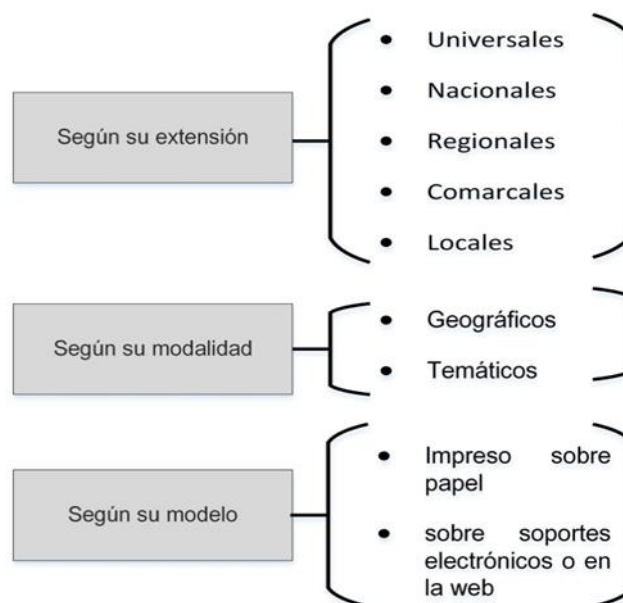 Según su extensión
• Universales
• Nacionales
• Regionales
• Comarcales
• Locales
Según su modalidad
• Geográficos
• Temáticos
Según su modelo
• Impreso sobre
papel
• sobre soportes
electrónicos o en
la web